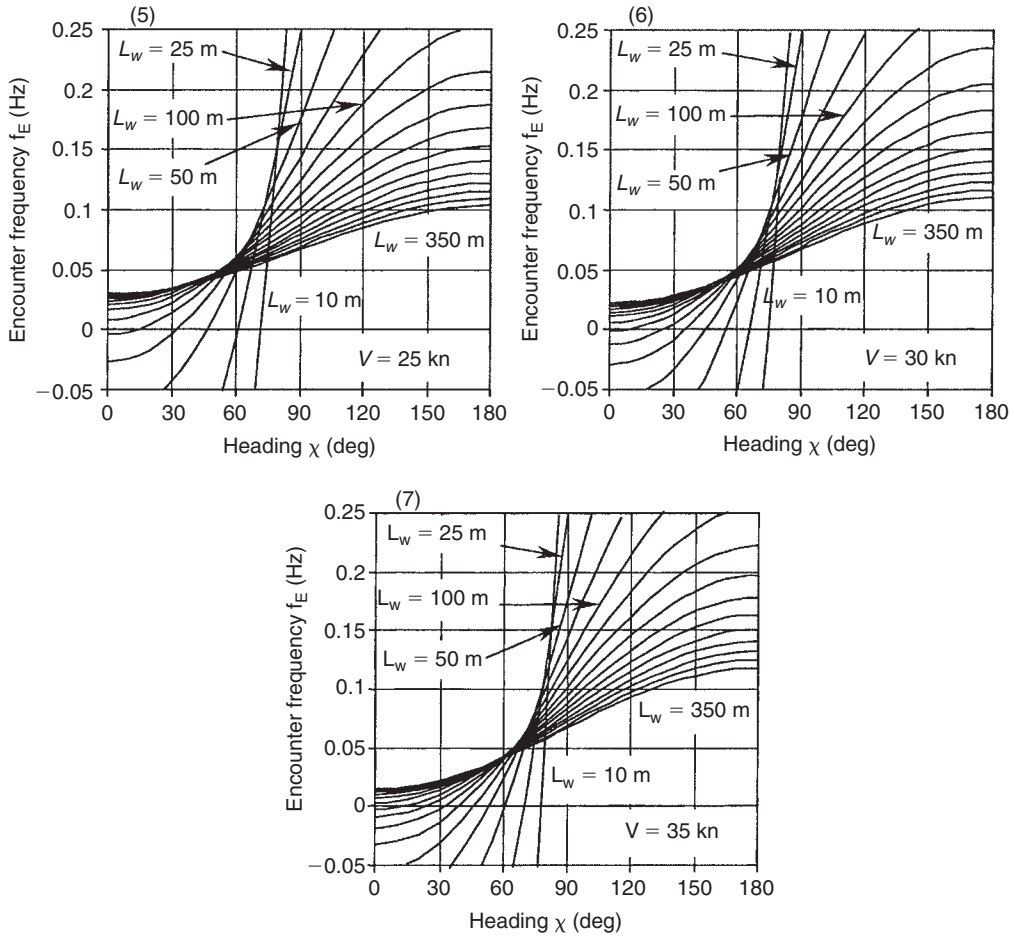 (5)
0.25
0.2
0.15
0.1
0.05
0
−0.05
Encounter frequency f_E (Hz)
L_w = 25 m
L_w = 100 m
L_w = 50 m
L_w = 350 m
L_w = 10 m
V = 25 kn
0 30 60 90 120 150 180
Heading χ (deg)
(6)
0.25
0.2
0.15
0.1
0.05
0
−0.05
Encounter frequency f_E (Hz)
L_w = 25 m
L_w = 100 m
L_w = 50 m
L_w = 350 m
L_w = 10 m
V = 30 kn
0 30 60 90 120 150 180
Heading χ (deg)
(7)
0.25
0.2
0.15
0.1
0.05
0
−0.05
Encounter frequency f_E (Hz)
L_w = 25 m
L_w = 100 m
L_w = 50 m
L_w = 350 m
L_w = 10 m
V = 35 kn
0 30 60 90 120 150 180
Heading χ (deg)